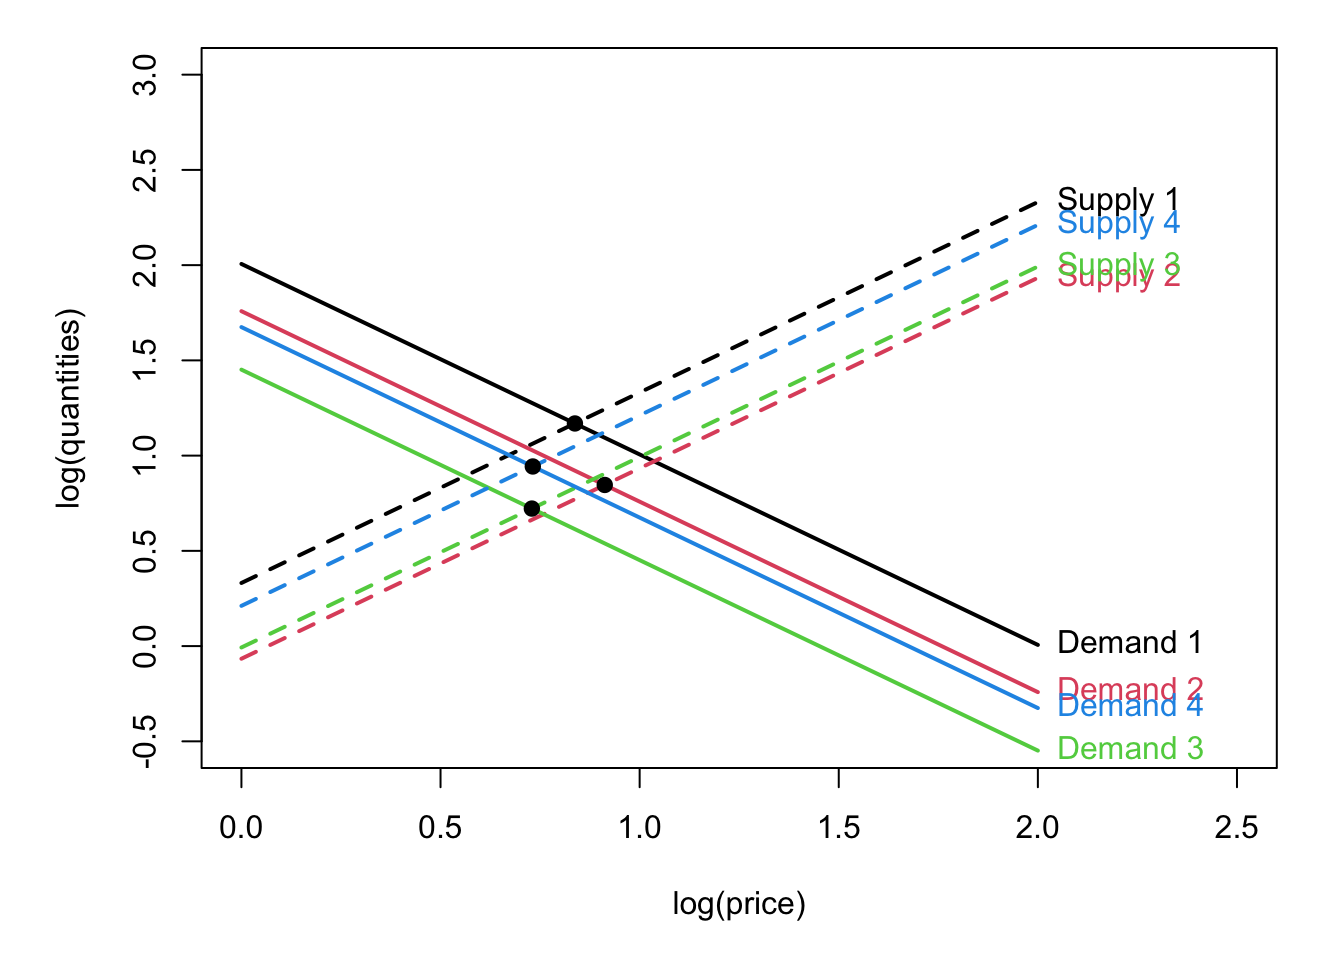 3.0
2.5
2.0
1.5
1.0
0.5
0.0
-0.5
log(quantities)
Supply 1
Supply 4
Supply 3
Supply 2
Demand 1
Demand 2
Demand 4
Demand 3
0.0 0.5 1.0 1.5 2.0 2.5
log(price)